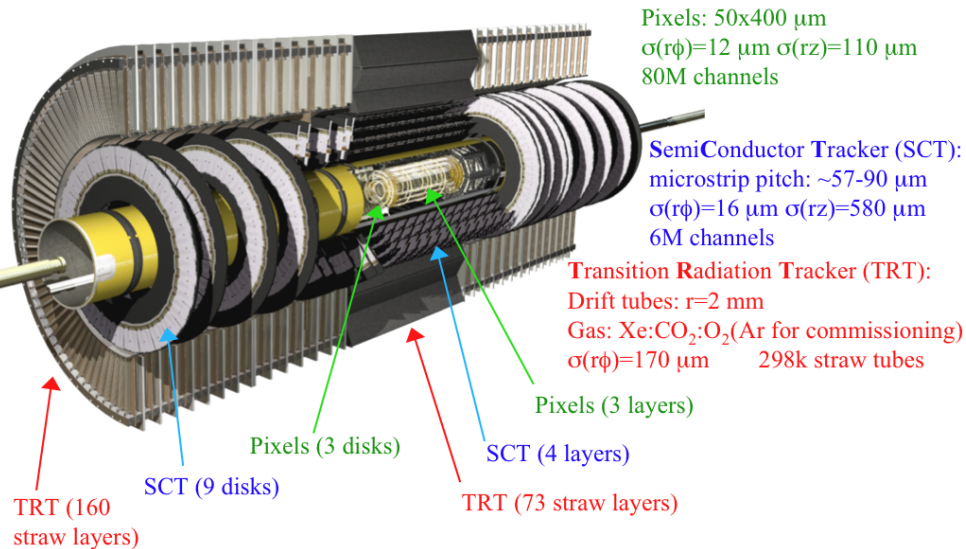 Pixels: 50x400 μm
σ(rφ)=12 μm σ(rz)=110 μm
80M channels
SemiConductor Tracker (SCT):
microstrip pitch: ~57-90 μm
σ(rφ)=16 μm σ(rz)=580 μm
6M channels
Transition Radiation Tracker (TRT):
Drift tubes: r=2 mm
Gas: Xe:CO₂:O₂(Ar for commissioning)
σ(rφ)=170 μm 298k straw tubes
Pixels (3 layers)
Pixels (3 disks)
SCT (4 layers)
SCT (9 disks)
TRT (73 straw layers)
TRT (160
straw layers)